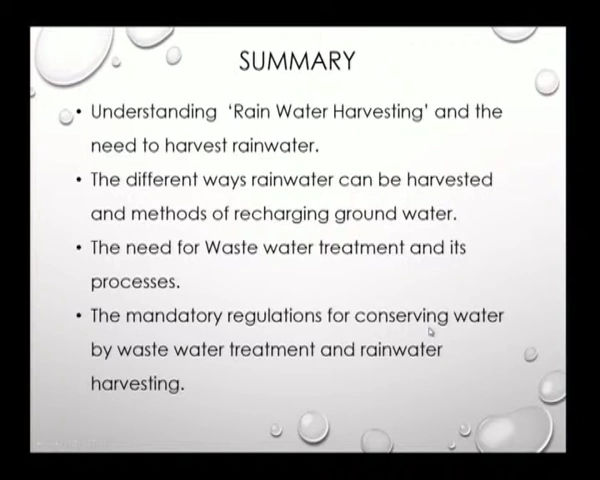 SUMMARY
• Understanding ‘Rain Water Harvesting’ and the
need to harvest rainwater.
• The different ways rainwater can be harvested
and methods of recharging ground water.
• The need for Waste water treatment and its
processes.
• The mandatory regulations for conserving water
by waste water treatment and rainwater
harvesting.